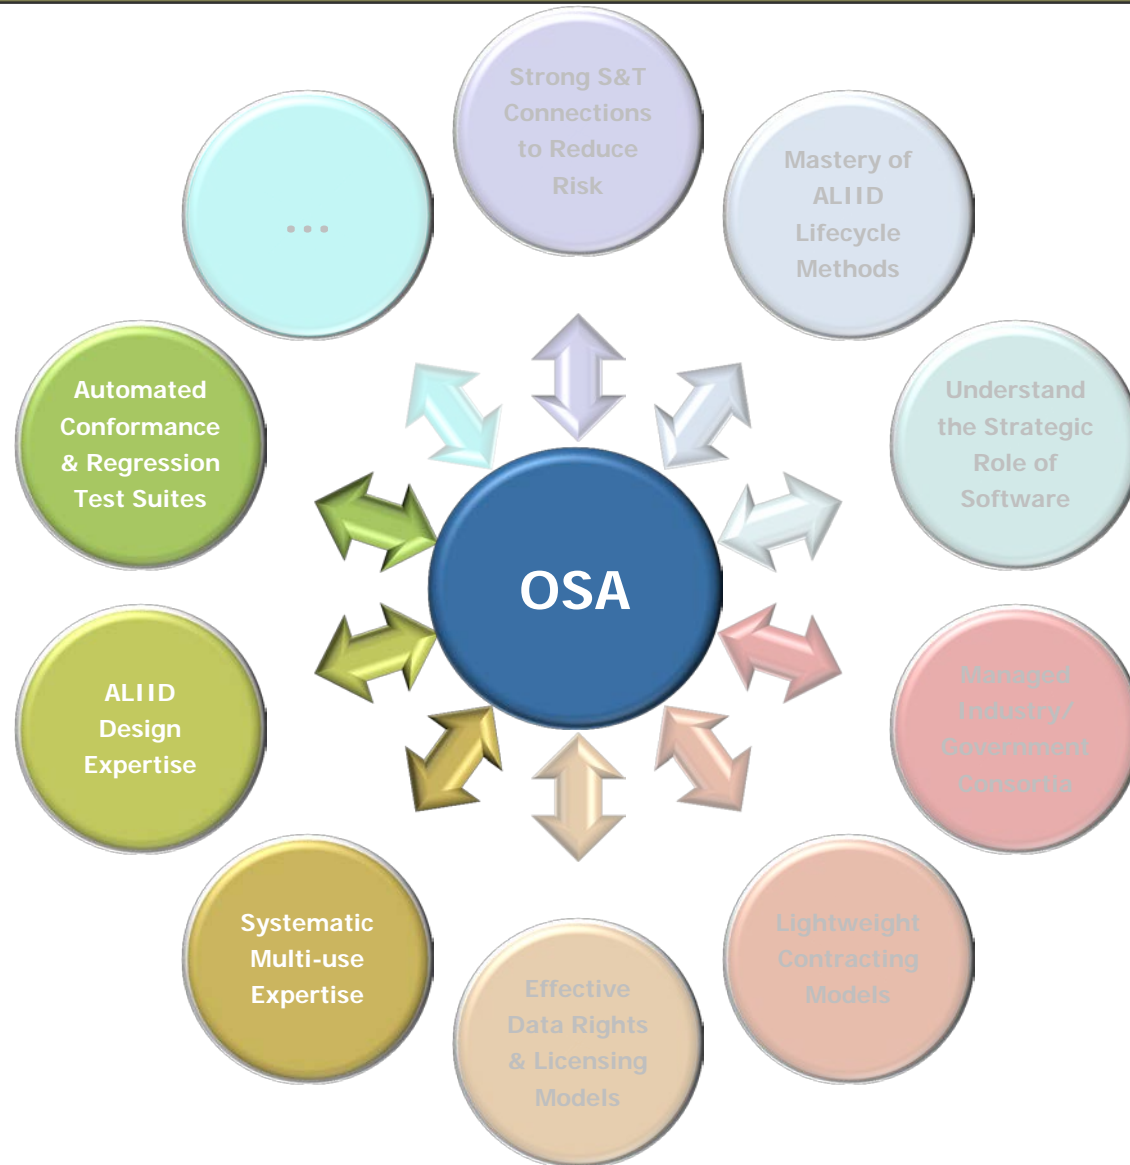 Strong S&T
Connections
to Reduce
Risk
Mastery of
ALIID
Lifecycle
Methods
Understand
the Strategic
Role of
Software
Managed
Industry/
Government
Consortia
Lightweight
Contracting
Models
Effective
Data Rights
& Licensing
Models
Systematic
Multi-use
Expertise
ALIID
Design
Expertise
Automated
Conformance
& Regression
Test Suites
...
OSA